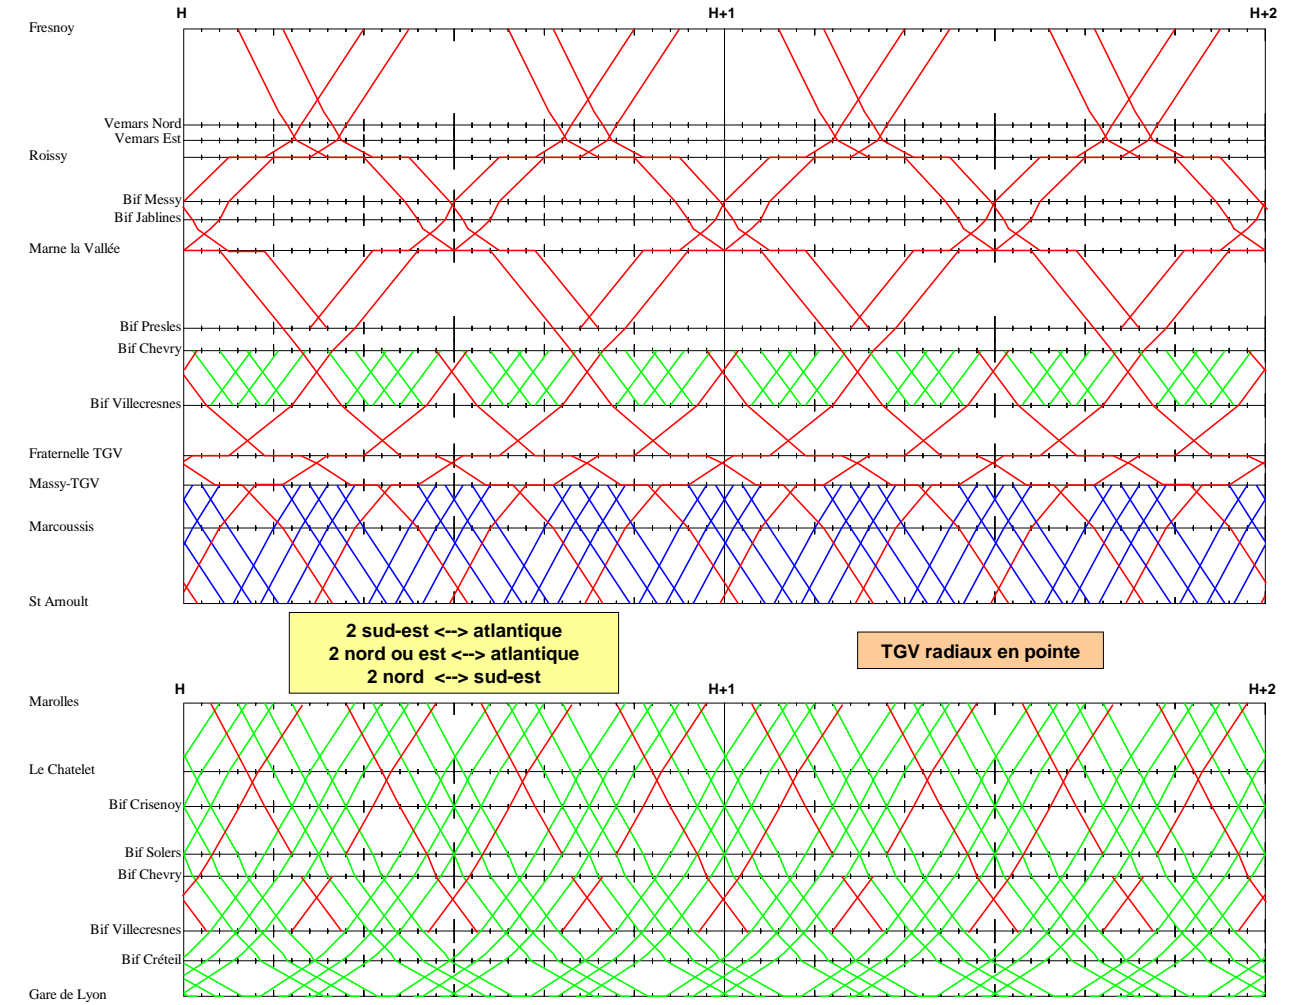 H H+1 H+2
Fresnoy
Vemars Nord
Vemars Est
Roissy
Bif Messy
Bif Jablines
Marne la Vallée
Bif Presles
Bif Chevry
Bif Villecresnes
Fraternelle TGV
Massy-TGV
Marcoussis
St Arnoult
2 sud-est <--> atlantique
2 nord ou est <--> atlantique
2 nord <--> sud-est
TGV radiaux en pointe
H H+1 H+2
Marolles
Le Chatelet
Bif Crisenoy
Bif Solers
Bif Chevry
Bif Villecresnes
Bif Créteil
Gare de Lyon